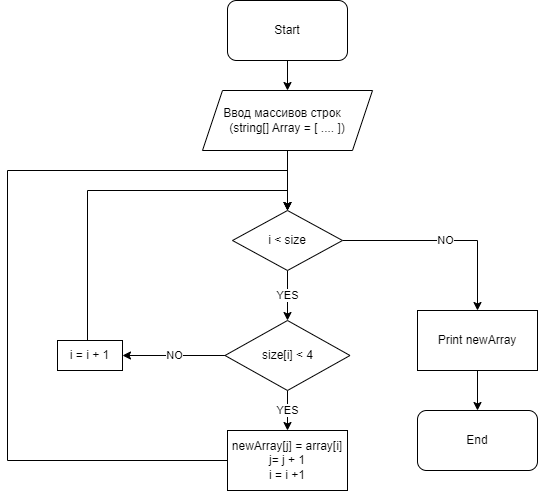 Start
Ввод массивов строк
(string[] Array = [ .... ])
i < size
NO
YES
Print newArray
size[i] < 4
NO
i = i + 1
YES
newArray[j] = array[i]
j= j + 1
i = i +1
End